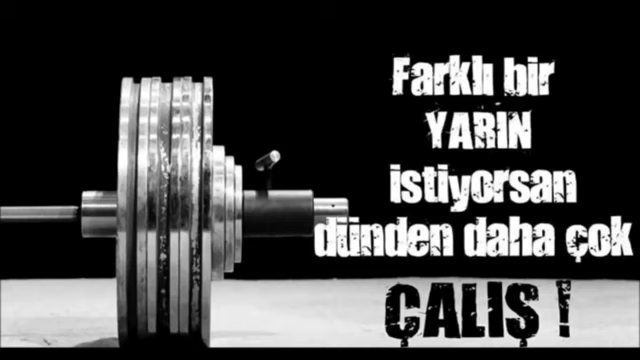 Farklı bir
YARIN
istiyorsan
dünden daha çok
ÇALIŞ !